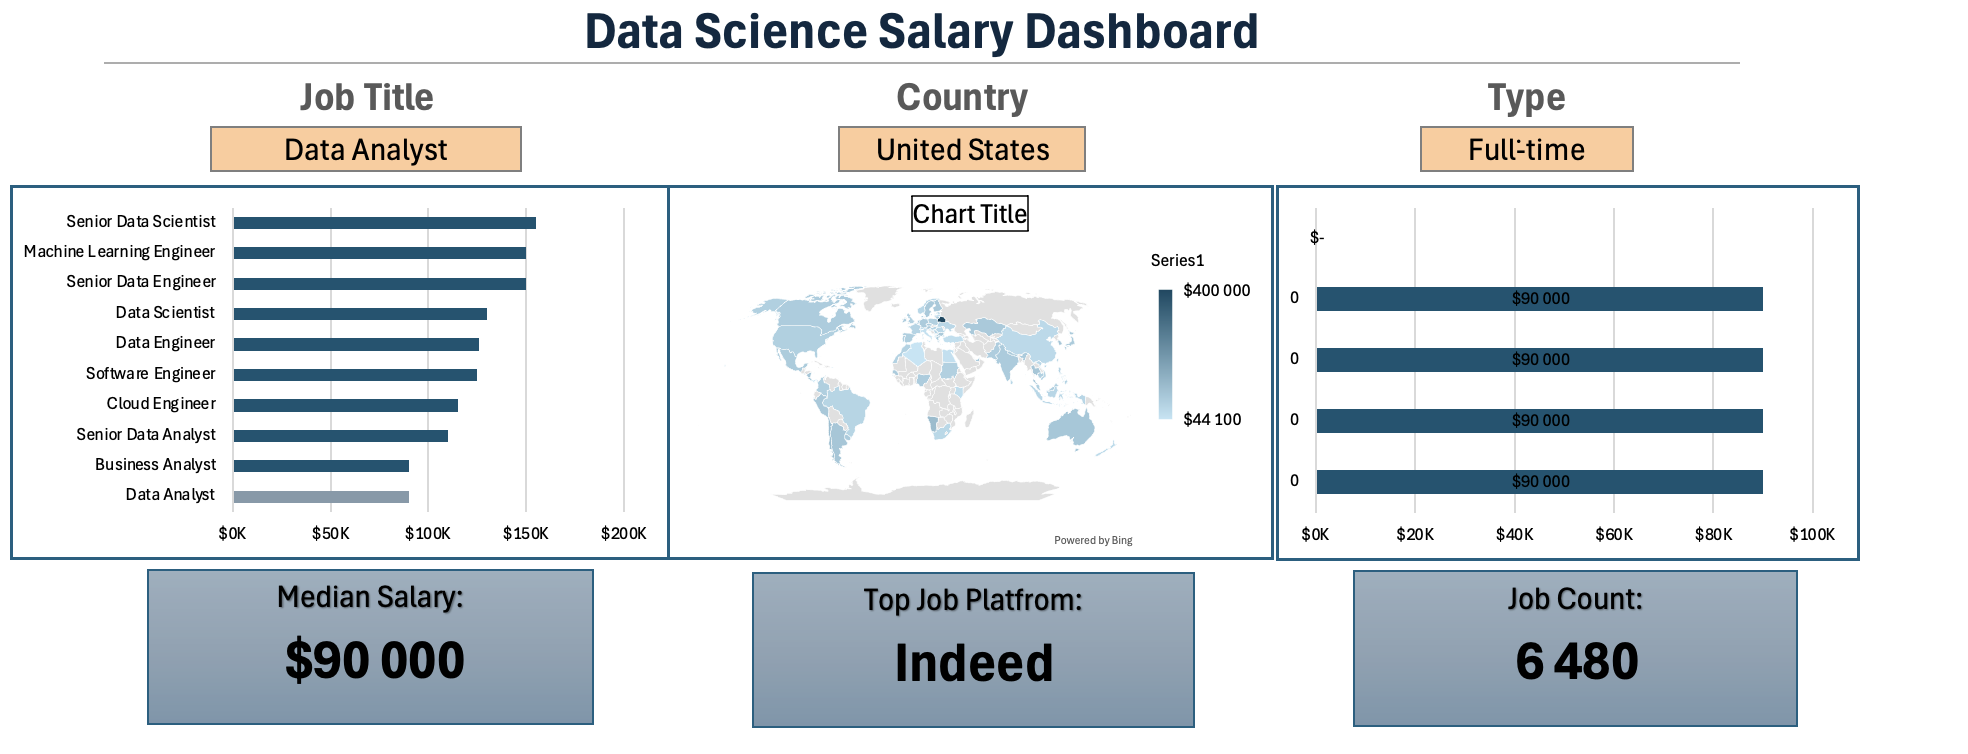 Data Science Salary Dashboard
Job Title
Country
Type
Data Analyst
United States
Full-time
Senior Data Scientist
Machine Learning Engineer
Senior Data Engineer
Data Scientist
Data Engineer
Software Engineer
Cloud Engineer
Senior Data Analyst
Business Analyst
Data Analyst
$0K $50K $100K $150K $200K
Chart Title
Series1
$400 000
$44 100
Powered by Bing
$-
0 $90 000
0 $90 000
0 $90 000
0 $90 000
$0K $20K $40K $60K $80K $100K
Median Salary:
$90 000
Top Job Platfrom:
Indeed
Job Count:
6 480